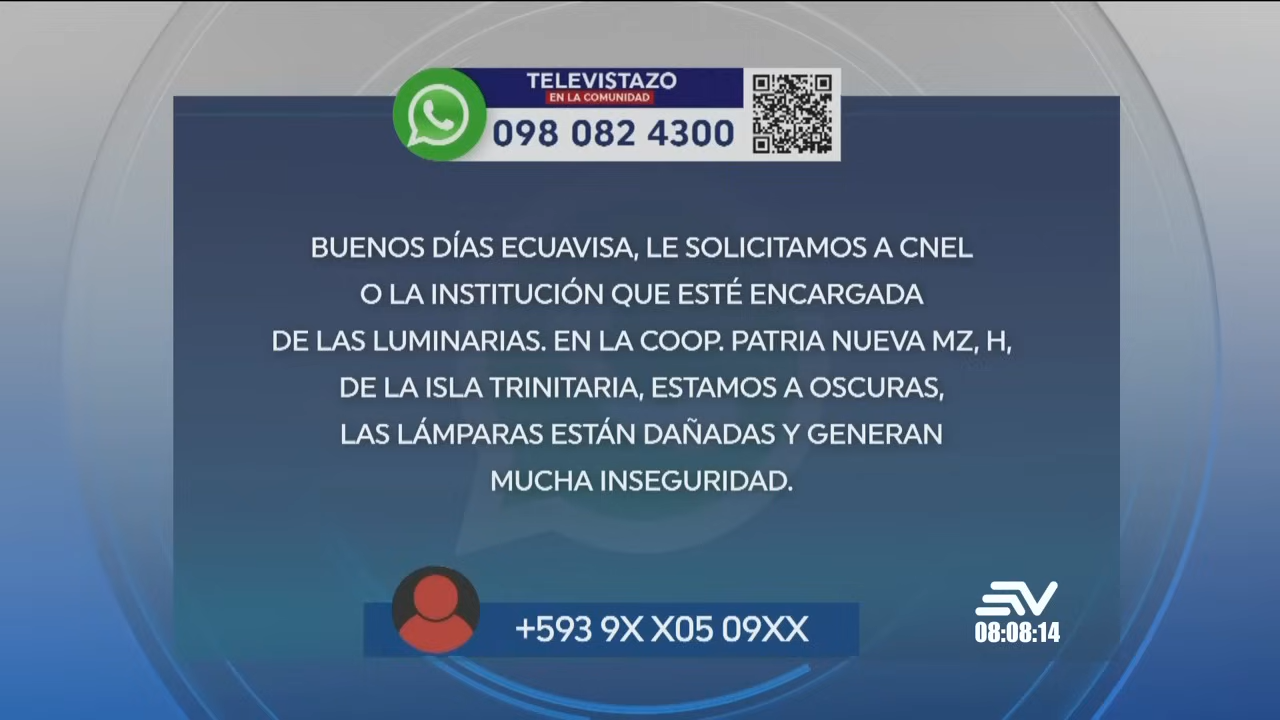 TELEVISTAZO
EN LA COMUNIDAD
098 082 4300
BUENOS DÍAS ECUAVISA, LE SOLICITAMOS A CNEL
O LA INSTITUCIÓN QUE ESTÉ ENCARGADA
DE LAS LUMINARIAS. EN LA COOP. PATRIA NUEVA MZ, H,
DE LA ISLA TRINITARIA, ESTAMOS A OSCURAS,
LAS LÁMPARAS ESTÁN DAÑADAS Y GENERAN
MUCHA INSEGURIDAD.
+593 9X X05 09XX
08:08:14